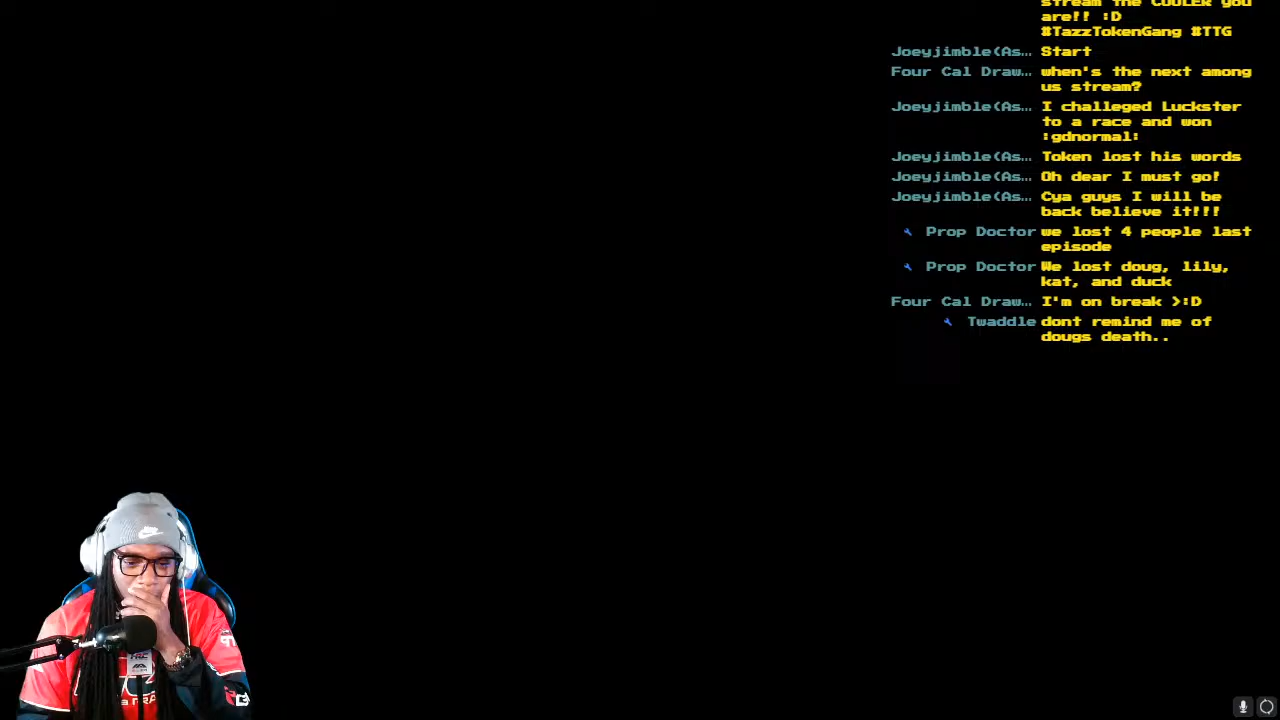 stream the COOLER you
are!! :D
#TazzTokenGang #TTG
Joeyjimble(As... Start
Four Cal Draw... when's the next among
us stream?
Joeyjimble(As... I challeged Luckster
to a race and won
:gdnormal:
Joeyjimble(As... Token lost his words
Joeyjimble(As... Oh dear I must go!
Joeyjimble(As... Cya guys I will be
back believe it!!!
Prop Doctor we lost 4 people last
episode
Prop Doctor We lost doug, lily,
kat, and duck
Four Cal Draw... I'm on break >:D
Twaddle dont remind me of
dougs death..